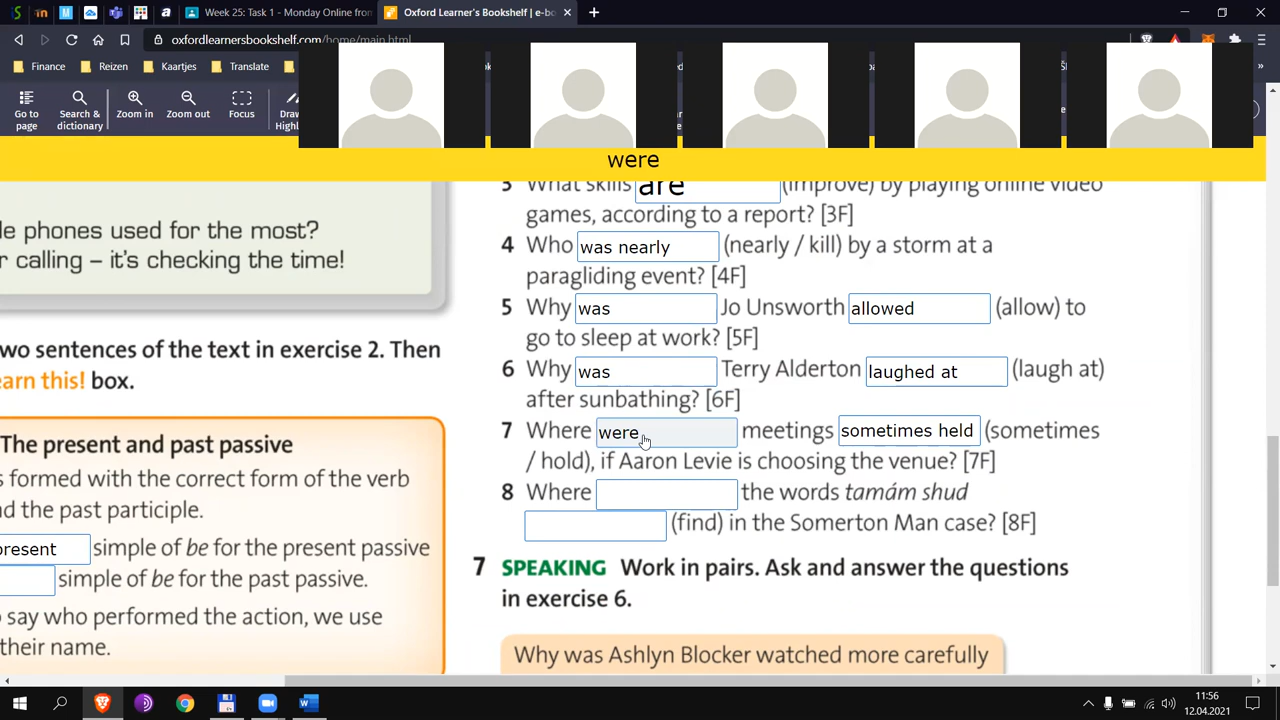 Week 25: Task 1 - Monday Online from
Oxford Learner's Bookshelf | e-bo
oxfordlearnersbookshelf.com/home/main.html
Finance
Reizen
Kaartjes
Translate
Go to page
Search & dictionary
Zoom in
Zoom out
Focus
were
3 What skills are (improve) by playing online video
games, according to a report? [3F]
le phones used for the most?
r calling – it's checking the time!
4 Who was nearly (nearly / kill) by a storm at a
paragliding event? [4F]
5 Why was Jo Unsworth allowed (allow) to
go to sleep at work? [5F]
wo sentences of the text in exercise 2. Then
earn this! box.
6 Why was Terry Alderton laughed at (laugh at)
after sunbathing? [6F]
The present and past passive
s formed with the correct form of the verb
nd the past participle.
present simple of be for the present passive
simple of be for the past passive.
o say who performed the action, we use
their name.
7 Where were meetings sometimes held (sometimes
/ hold), if Aaron Levie is choosing the venue? [7F]
8 Where the words tamám shud
(find) in the Somerton Man case? [8F]
7 SPEAKING Work in pairs. Ask and answer the questions
in exercise 6.
Why was Ashlyn Blocker watched more carefully
11:56
12.04.2021